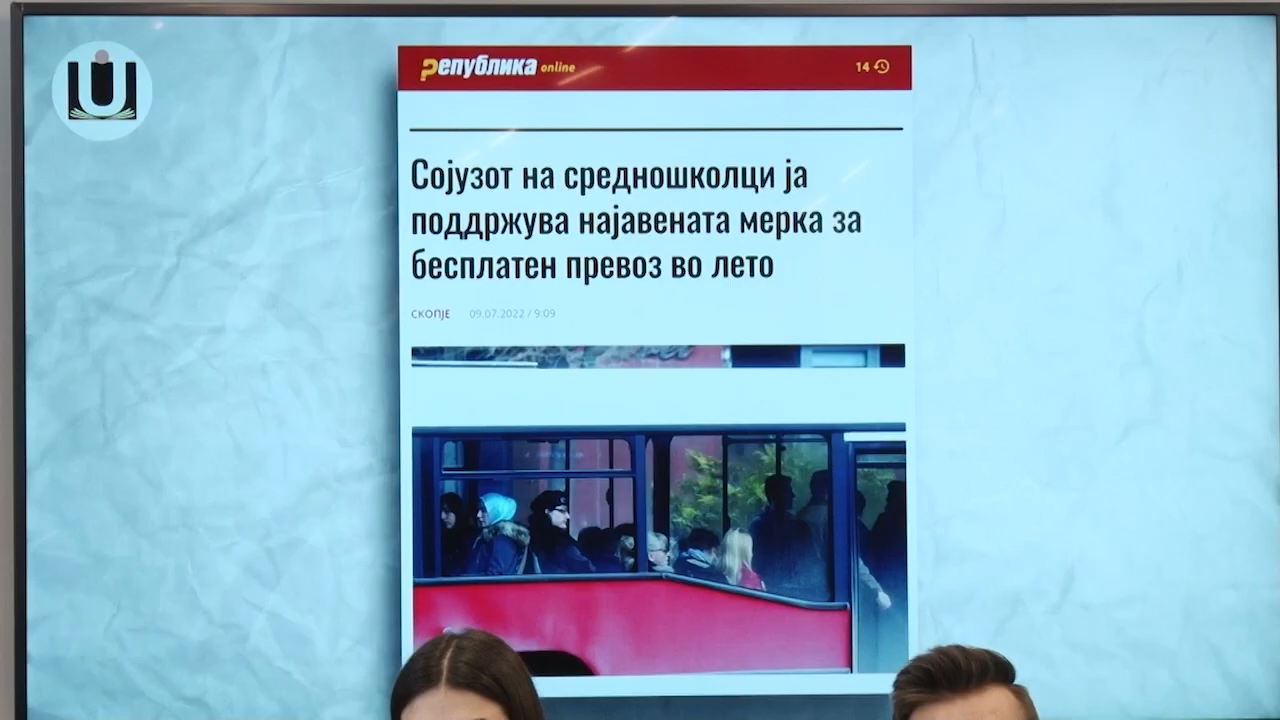 Република online
14
Сојузот на средношколци ја
поддржува најавената мерка за
бесплатен превоз во лето
СКОПЈЕ 09.07.2022 / 9:09